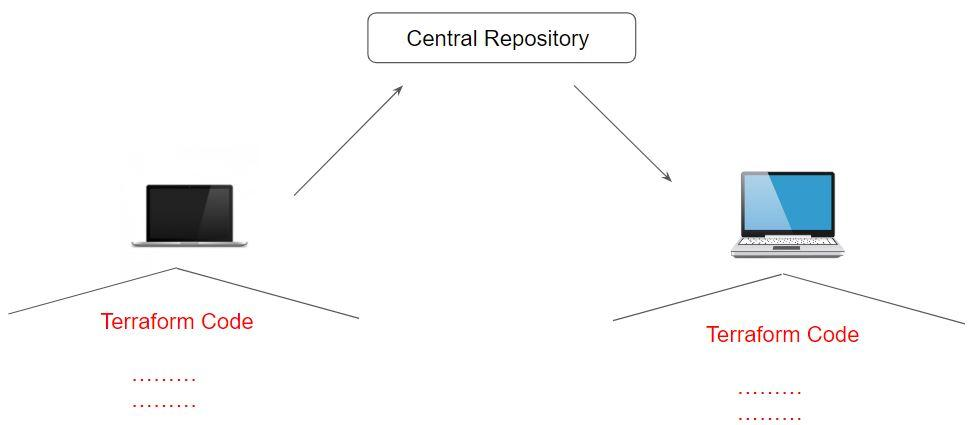 Central Repository
Terraform Code
.........
.........
Terraform Code
.........
.........